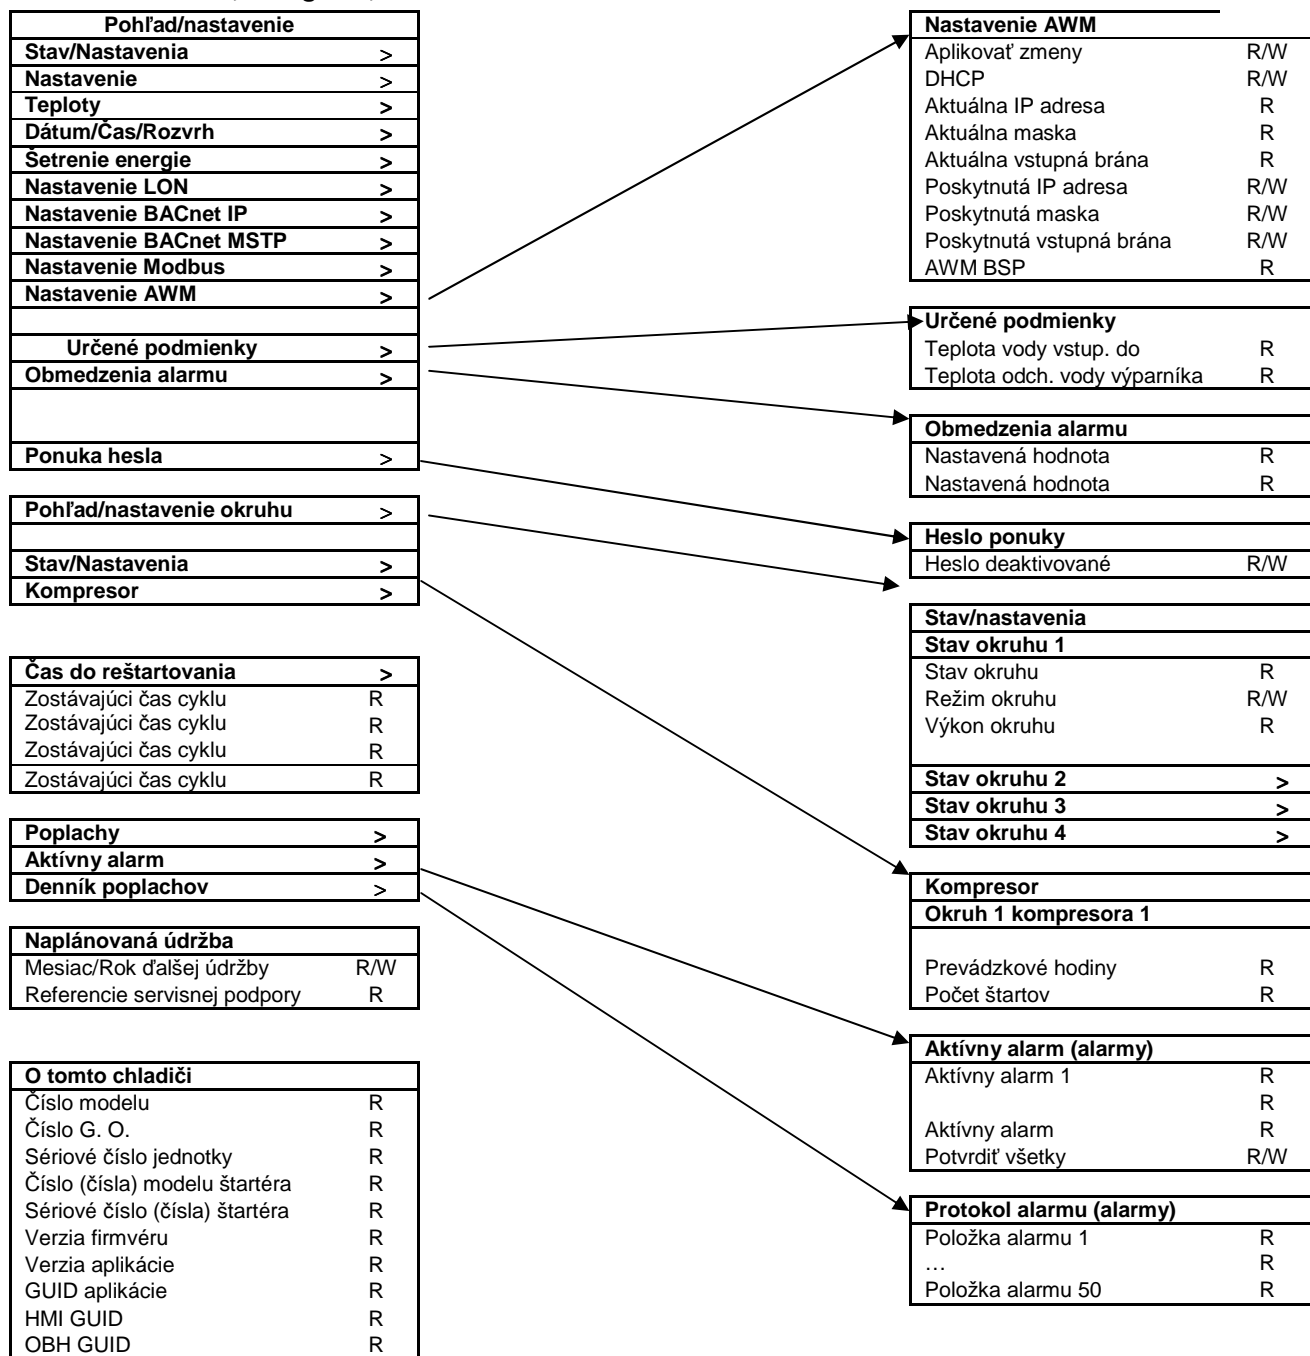 Pohľad/nastavenie
Stav/Nastavenia >
Nastavenie >
Teploty >
Dátum/Čas/Rozvrh >
Šetrenie energie >
Nastavenie LON >
Nastavenie BACnet IP >
Nastavenie BACnet MSTP >
Nastavenie Modbus >
Nastavenie AWM >
Určené podmienky >
Obmedzenia alarmu >
Ponuka hesla >
Pohľad/nastavenie okruhu >
Stav/Nastavenia >
Kompresor >
Čas do reštartovania >
Zostávajúci čas cyklu R
Zostávajúci čas cyklu R
Zostávajúci čas cyklu R
Zostávajúci čas cyklu R
Poplachy >
Aktívny alarm >
Denník poplachov >
Naplánovaná údržba
Mesiac/Rok ďalšej údržby R/W
Referencie servisnej podpory R
O tomto chladiči
Číslo modelu R
Číslo G. O. R
Sériové číslo jednotky R
Číslo (čísla) modelu štartéra R
Sériové číslo (čísla) štartéra R
Verzia firmvéru R
Verzia aplikácie R
GUID aplikácie R
HMI GUID R
OBH GUID R
Nastavenie AWM
Aplikovať zmeny R/W
DHCP R/W
Aktuálna IP adresa R
Aktuálna maska R
Aktuálna vstupná brána R
Poskytnutá IP adresa R/W
Poskytnutá maska R/W
Poskytnutá vstupná brána R/W
AWM BSP R
Určené podmienky
Teplota vody vstup. do R
Teplota odch. vody výparníka R
Obmedzenia alarmu
Nastavená hodnota R
Nastavená hodnota R
Heslo ponuky
Heslo deaktivované R/W
Stav/nastavenia
Stav okruhu 1
Stav okruhu R
Režim okruhu R/W
Výkon okruhu R
Stav okruhu 2 >
Stav okruhu 3 >
Stav okruhu 4 >
Kompresor
Okruh 1 kompresora 1
Prevádzkové hodiny R
Počet štartov R
Aktívny alarm (alarmy)
Aktívny alarm 1 R
R
Aktívny alarm R
Potvrdiť všetky R/W
Protokol alarmu (alarmy)
Položka alarmu 1 R
… R
Položka alarmu 50 R